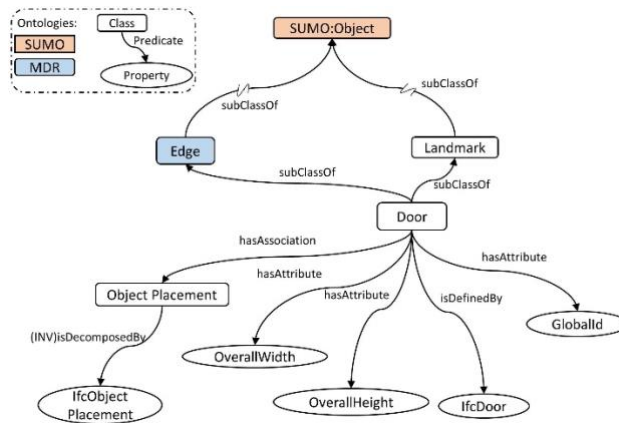 Ontologies:
Class
SUMO
Predicate
MDR
Property
SUMO:Object
subClassOf
subClassOf
Edge
Landmark
subClassOf
subClassOf
Door
hasAssociation
hasAttribute
hasAttribute
hasAttribute
isDefinedBy
Object Placement
GlobalId
(INV)isDecomposedBy
OverallWidth
IfcObject
Placement
OverallHeight
IfcDoor